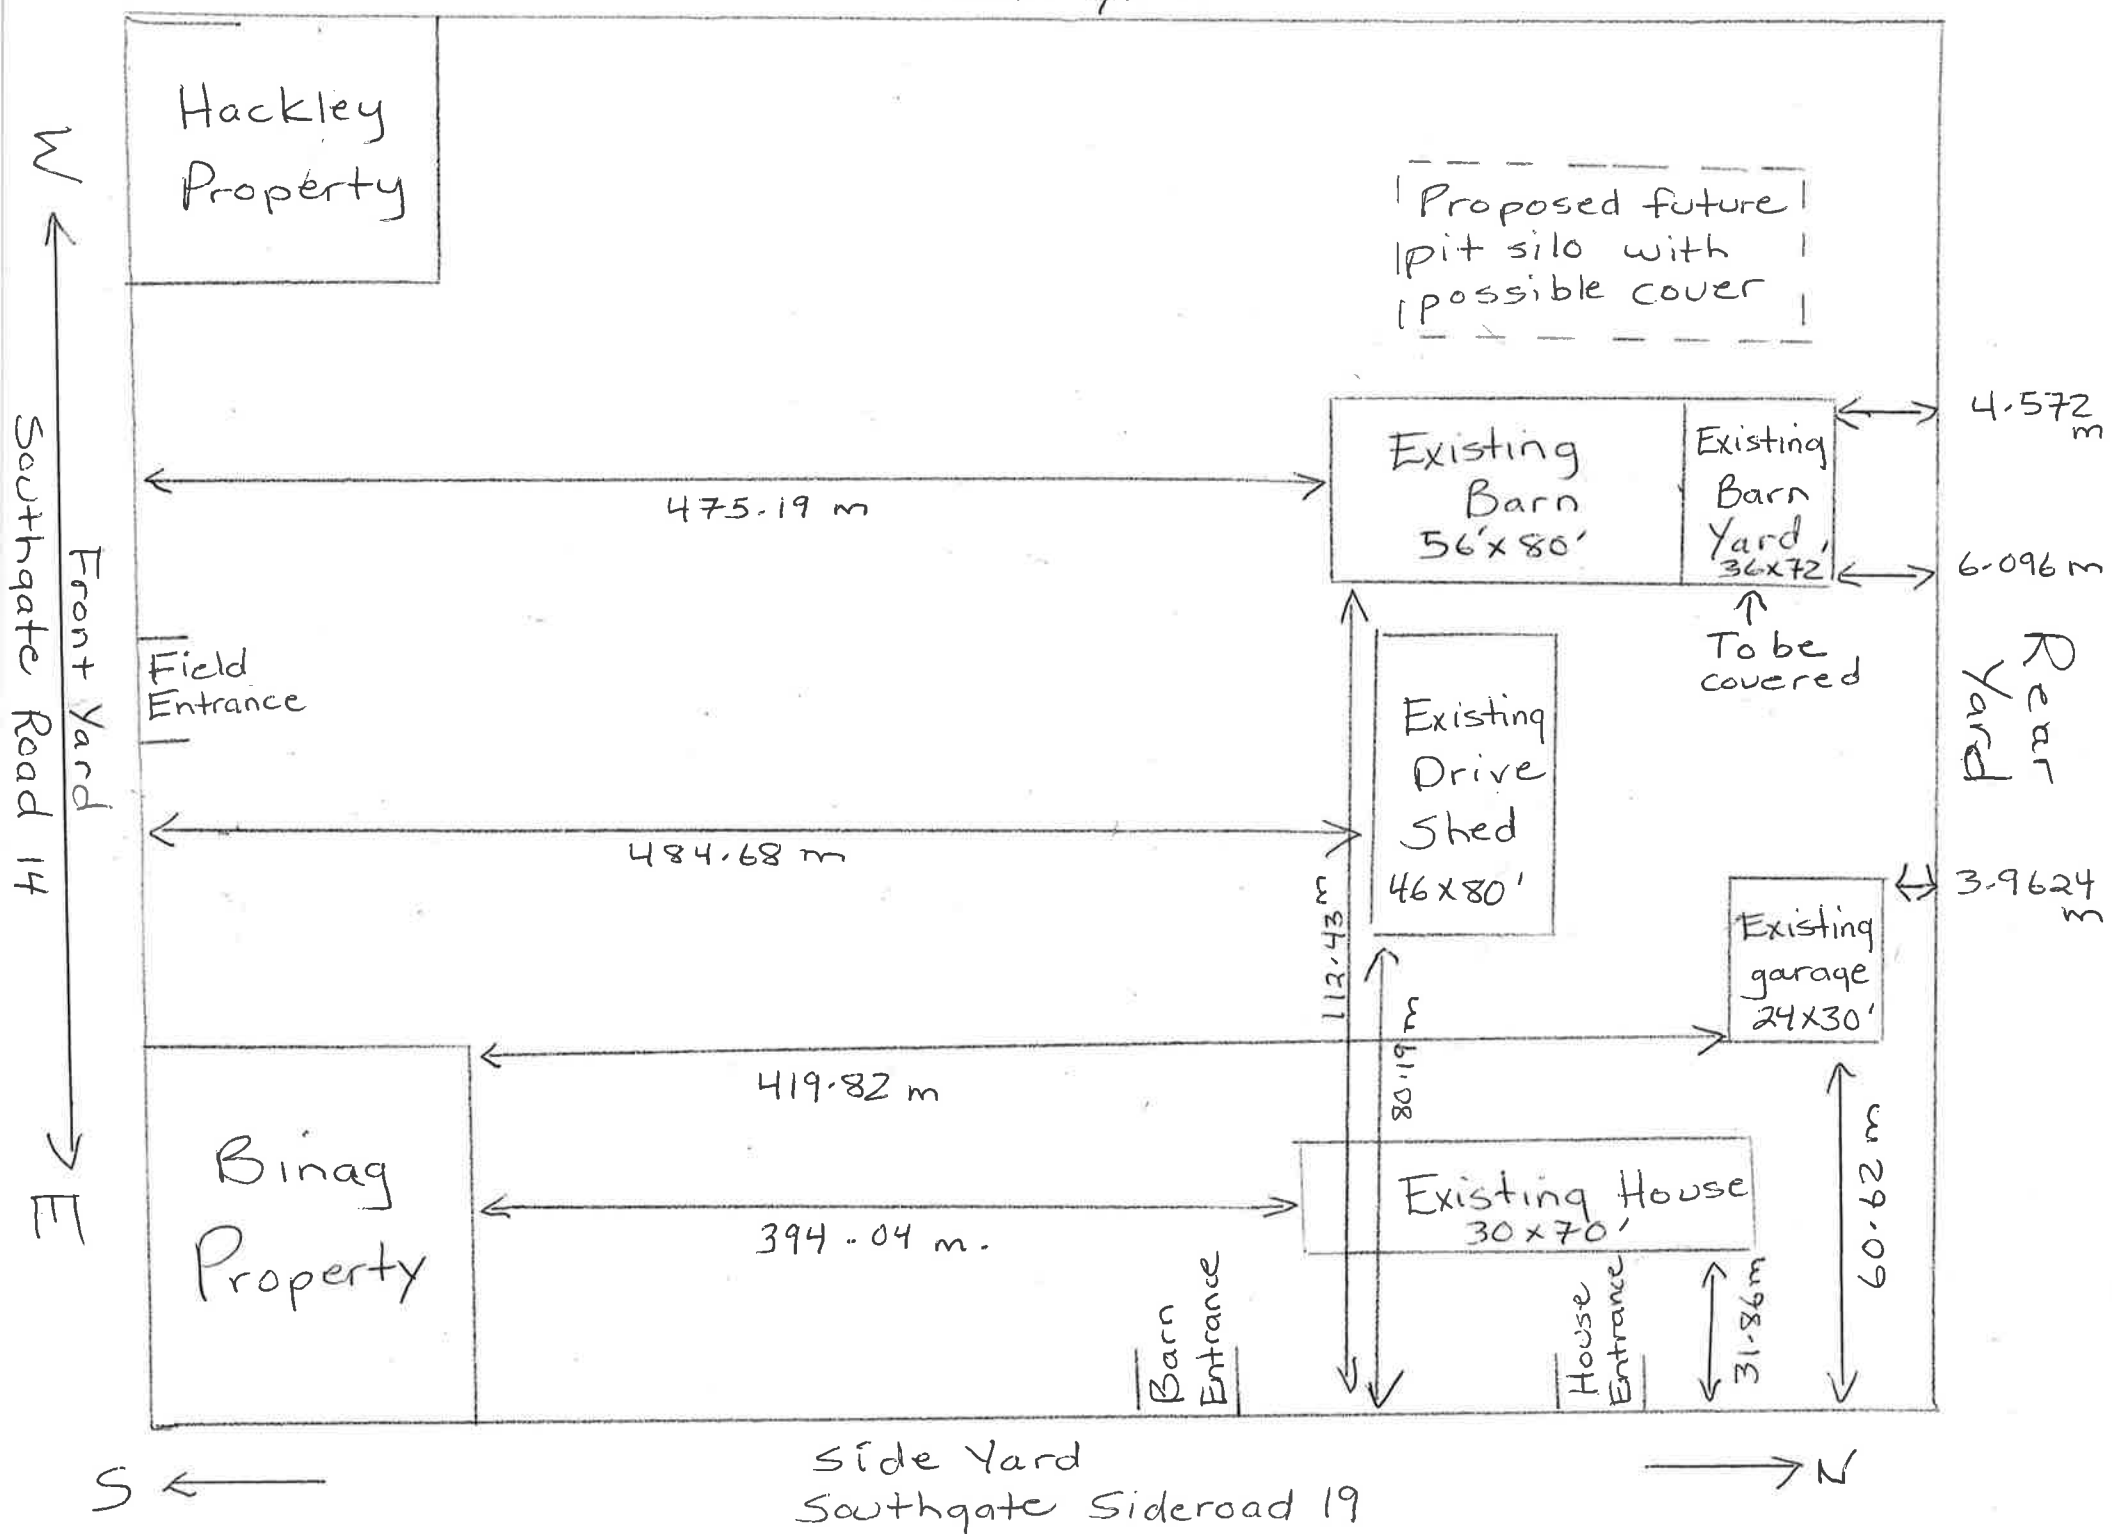 Hackley
Property
W
Proposed future
pit silo with
possible cover
4.572
m
Existing
Barn
56'x80'
Existing
Barn
Yard
36x72'
475.19 m
6.096 m
To be
covered
Southgate Road 14
Front Yard
Field
Entrance
Rear
Yard
Existing
Drive
Shed
46x80'
484.68 m
3.9624
m
Existing
garage
24x30'
112.43 m
80.19 m
419.82 m
Binag
Property
E
Existing House
30x70'
394.04 m.
Barn
Entrance
House
Entrance
31.86 m
Side Yard
Southgate Sideroad 19
S
N